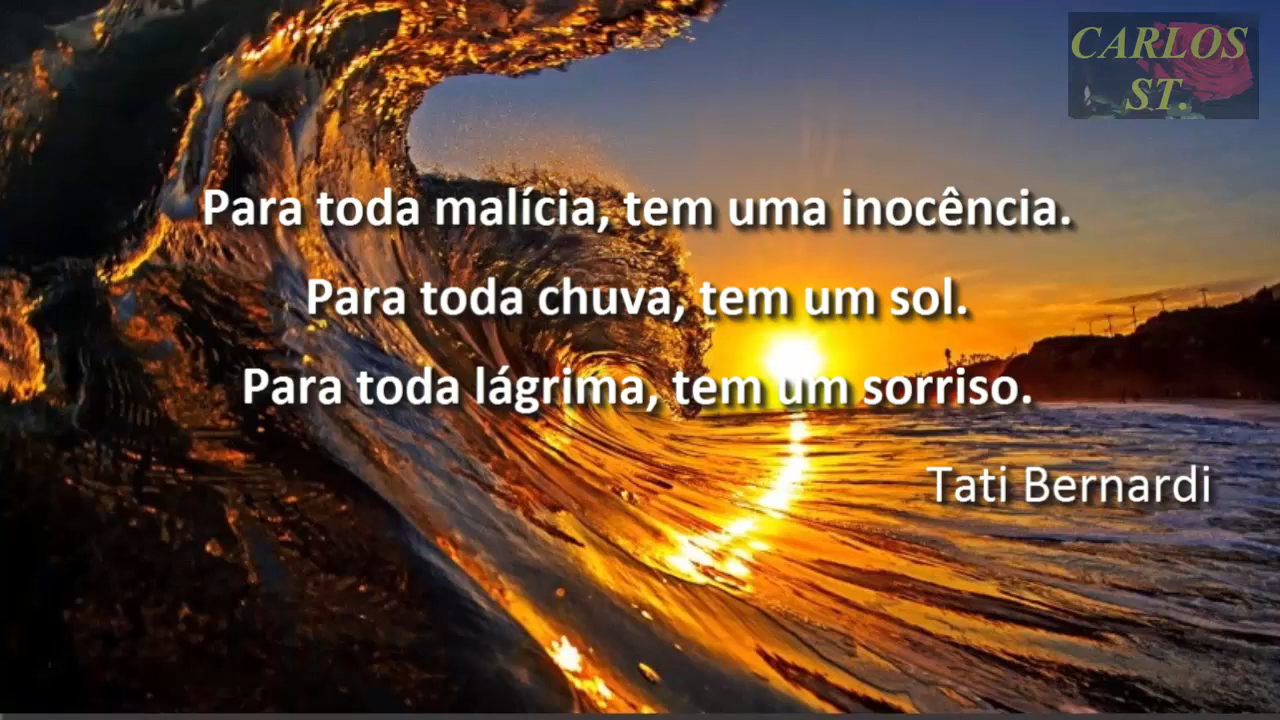 CARLOS
ST.
Para toda malícia, tem uma inocência.
Para toda chuva, tem um sol.
Para toda lágrima, tem um sorriso.
Tati Bernardi